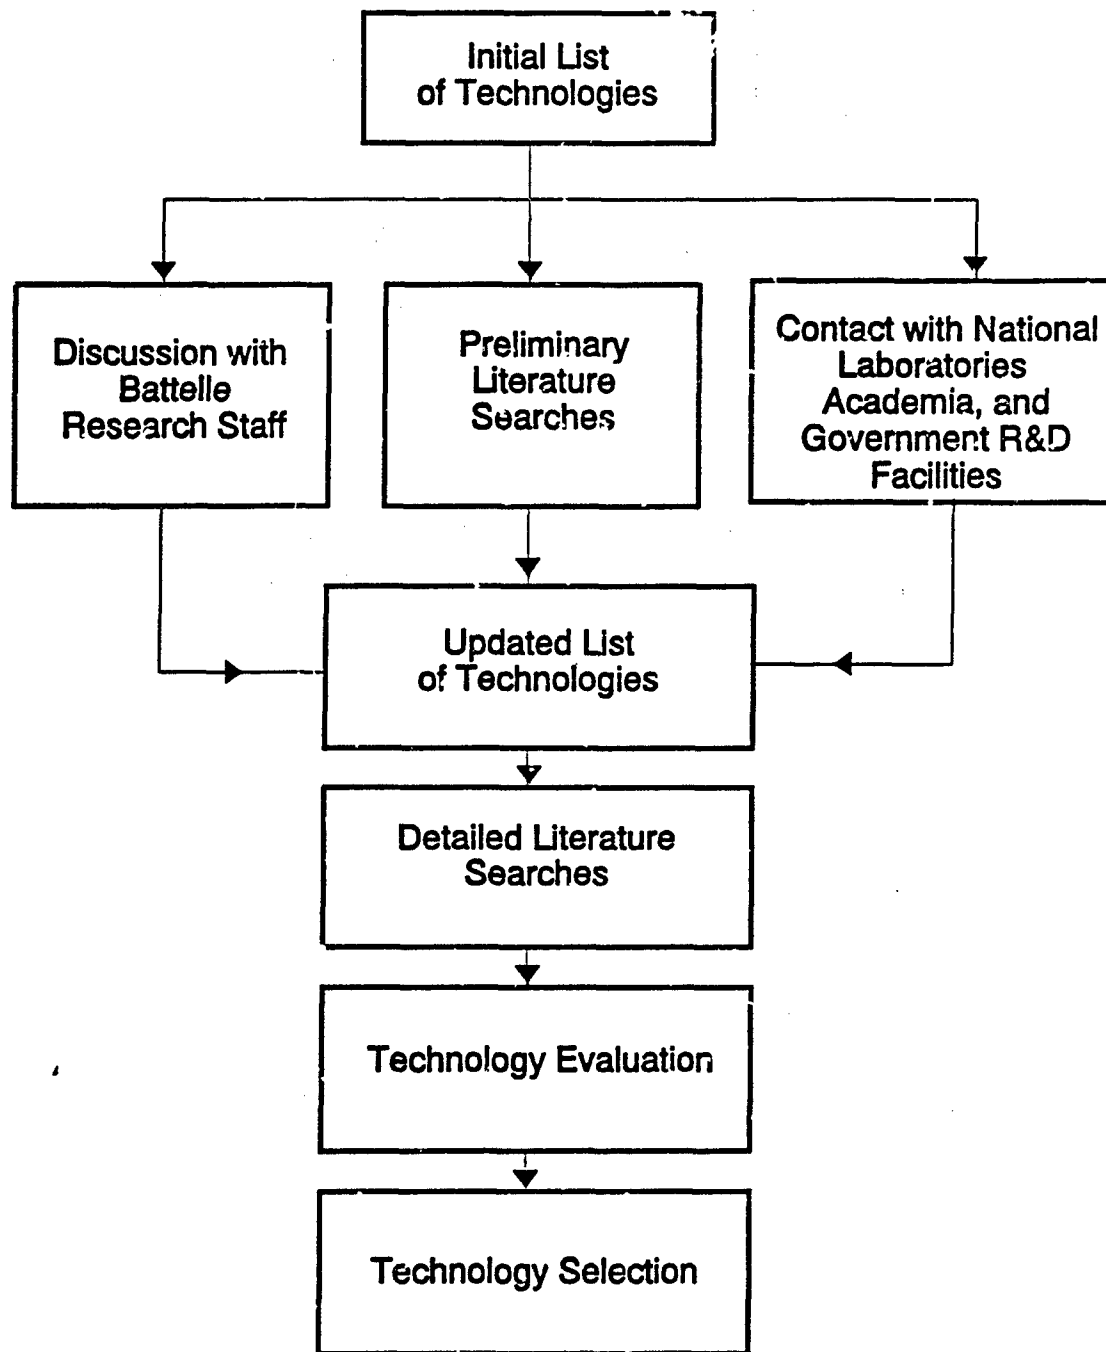 Initial List
of Technologies
Discussion with
Battelle
Research Staff
Preliminary
Literature
Searches
Contact with National
Laboratories
Academia, and
Government R&D
Facilities
Updated List
of Technologies
Detailed Literature
Searches
Technology Evaluation
Technology Selection